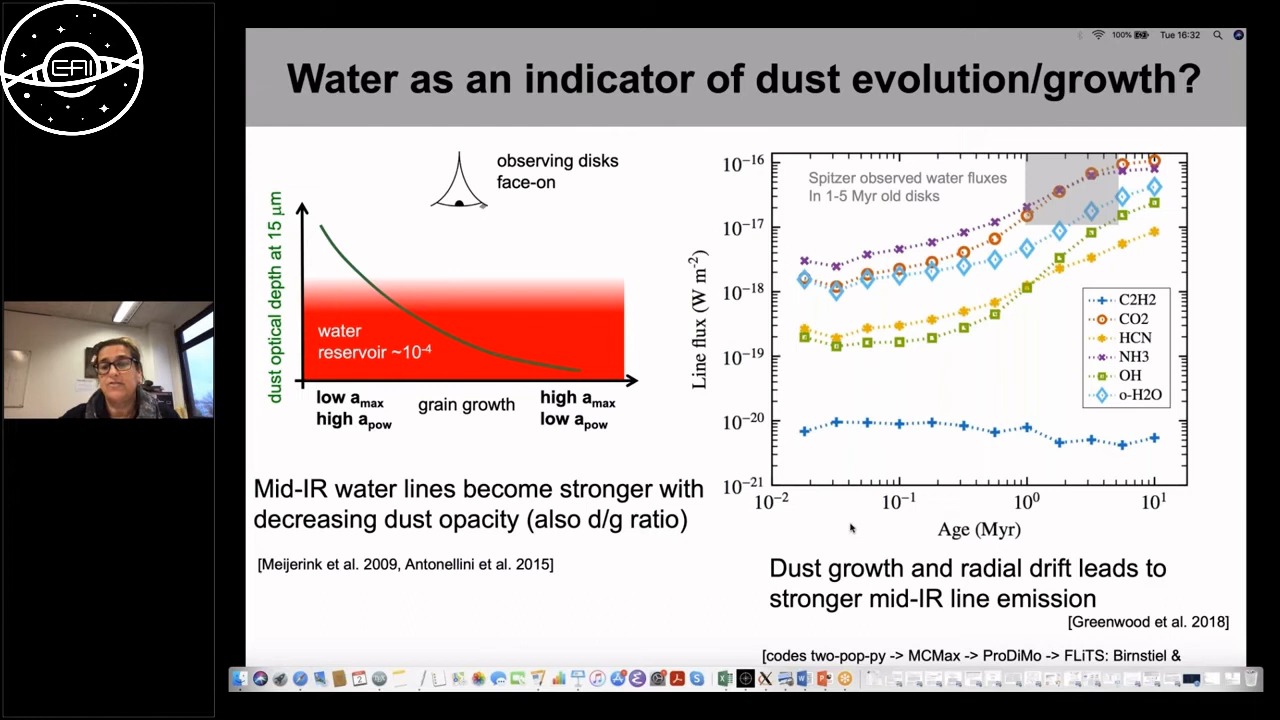 EAI
100%
Tue 16:32
Water as an indicator of dust evolution/growth?
observing disks
face-on
dust optical depth at 15 μm
water
reservoir ~10-4
low amax
high apow
grain growth
high amax
low apow
Mid-IR water lines become stronger with
decreasing dust opacity (also d/g ratio)
[Meijerink et al. 2009, Antonellini et al. 2015]
Spitzer observed water fluxes
In 1-5 Myr old disks
Line flux (W m-2)
10-16
10-17
10-18
10-19
10-20
10-21
C2H2
CO2
HCN
NH3
OH
o-H2O
10-2
10-1
100
101
Age (Myr)
Dust growth and radial drift leads to
stronger mid-IR line emission
[Greenwood et al. 2018]
[codes two-pop-py -> MCMax -> ProDiMo -> FLiTS: Birnstiel &